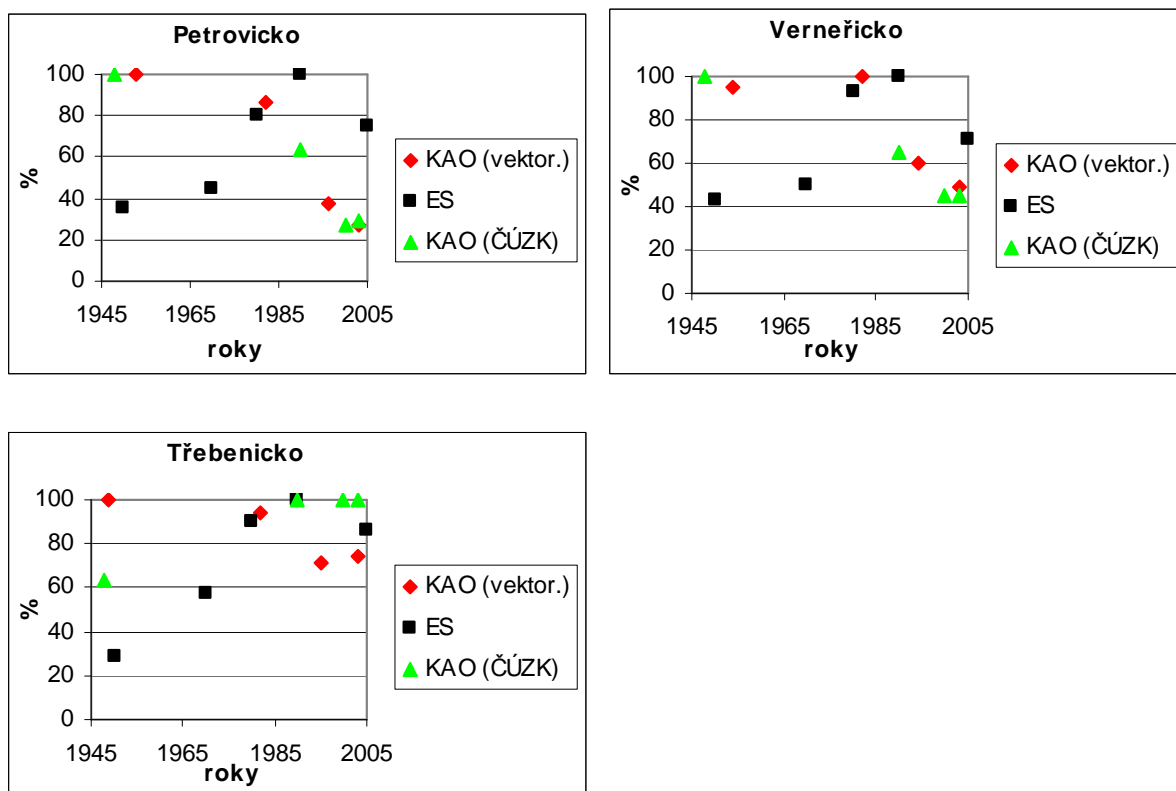 Petrovicko
100
80
60
40
20
0
%
1945 1965 1985 2005
roky
KAO (vektor.)
ES
KAO (ČÚZK)
Verneřicko
100
80
60
40
20
0
%
1945 1965 1985 2005
roky
KAO (vektor.)
ES
KAO (ČÚZK)
Třebenicko
100
80
60
40
20
0
%
1945 1965 1985 2005
roky
KAO (vektor.)
ES
KAO (ČÚZK)